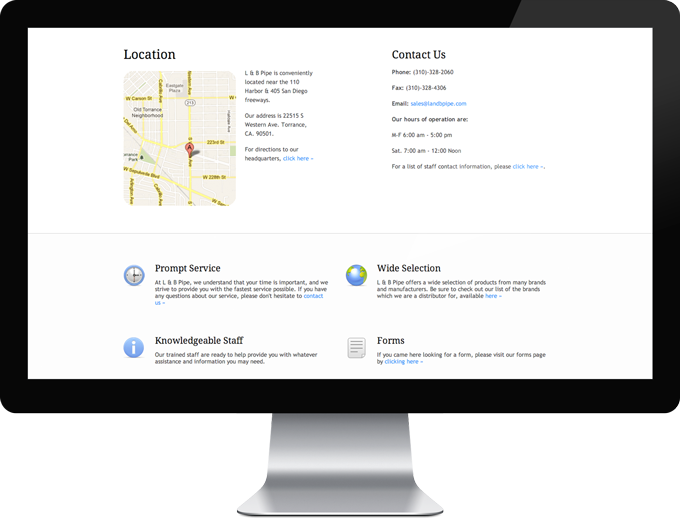 Location
L & B Pipe is conveniently
located near the 110
Harbor & 405 San Diego
freeways.
Our address is 22515 S
Western Ave. Torrance,
CA. 90501.
For directions to our
headquarters, click here »
Eastgate
Plaza
W Carson St
W Carson St
213
Old Torrance
Neighborhood
223rd
A
Park
W Sepulveda Blvd
W 228th St
Arlington Ave
Contact Us
Phone: (310)-328-2060
Fax: (310)-328-4306
Email: sales@landbpipe.com
Our hours of operation are:
M-F 6:00 am - 5:00 pm
Sat. 7:00 am - 12:00 Noon
For a list of staff contact information, please click here ».
Prompt Service
At L & B Pipe, we understand that your time is important, and we
strive to provide you with the fastest service possible. If you have
any questions about our service, please don't hesitate to contact
us »
Wide Selection
L & B Pipe offers a wide selection of products from many brands
and manufacturers. Be sure to check out our list of the brands
which we are a distributor for, available here »
Knowledgeable Staff
Our trained staff are ready to help provide you with whatever
assistance and information you may need.
Forms
If you came here looking for a form, please visit our forms page
by clicking here »